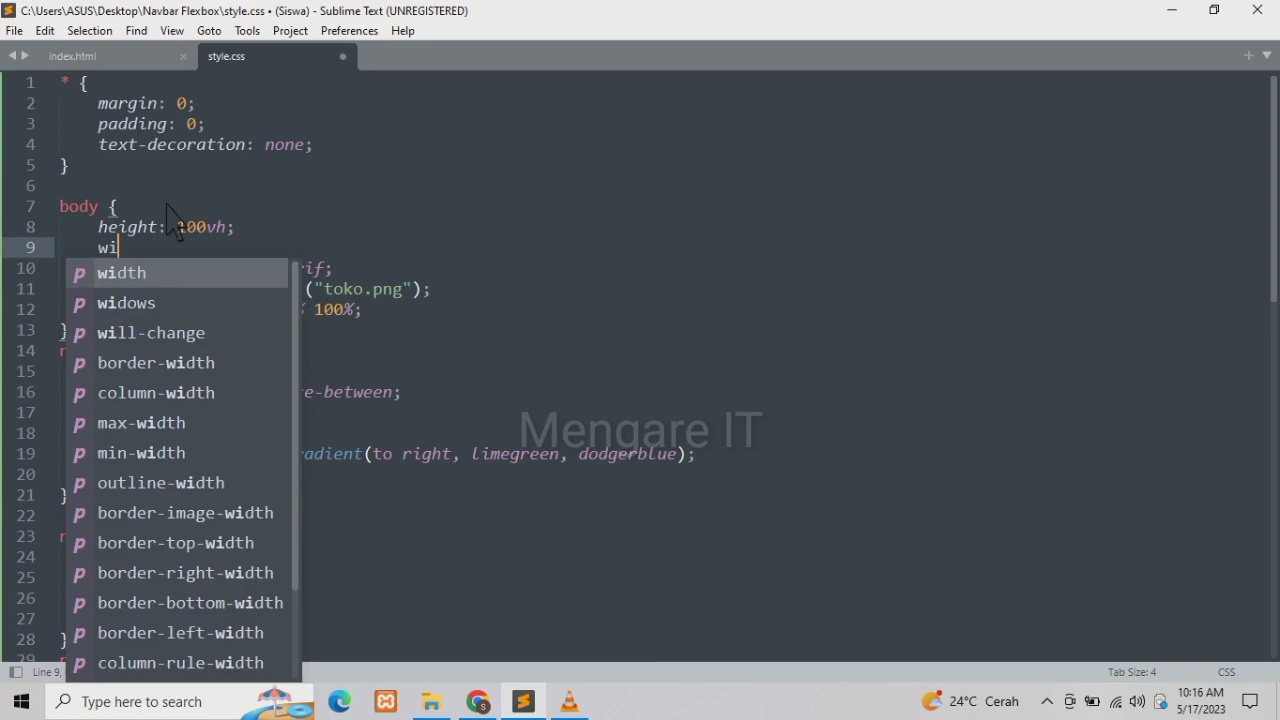 C:\Users\ASUS\Desktop\Navbar Flexbox\style.css • (Siswa) - Sublime Text (UNREGISTERED)
File Edit Selection Find View Goto Tools Project Preferences Help
index.html style.css
1 * {
2 margin: 0;
3 padding: 0;
4 text-decoration: none;
5 }
6
7 body {
8 height: 100vh;
9 wi
10 rif;
11 ("toko.png");
12 100%;
13 }
14
15
16 e-between;
17
18
19 radient(to right, limegreen, dodgerblue);
20
21 }
22
23
24
25
26
27
28 }
29
p width
p widows
p will-change
p border-width
p column-width
p max-width
p min-width
p outline-width
p border-image-width
p border-top-width
p border-right-width
p border-bottom-width
p border-left-width
p column-rule-width
Mengare IT
Line 9, Tab Size: 4 CSS
Type here to search
24°C Cerah
10:16 AM
5/17/2023